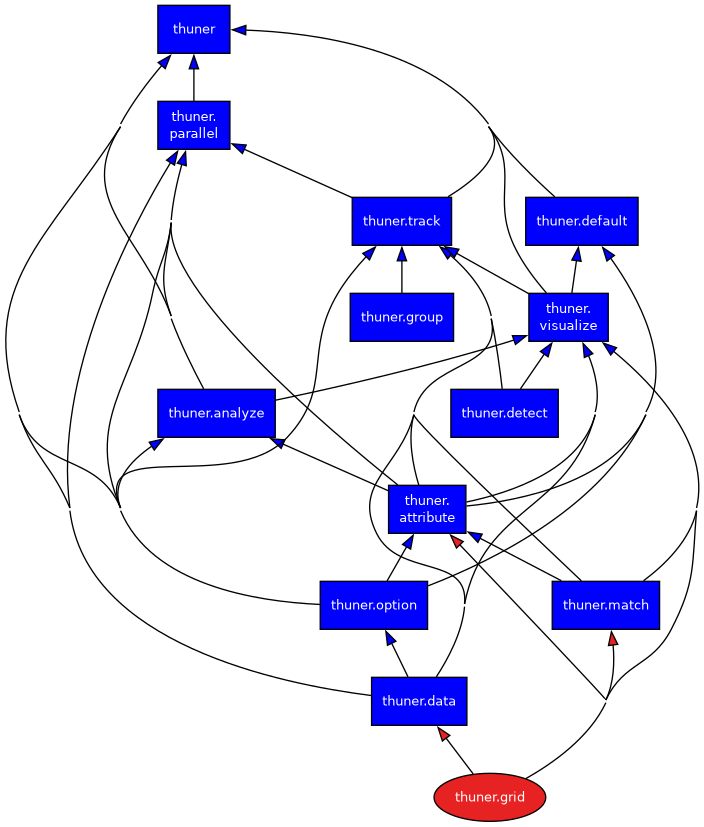 thuner
thuner.
parallel
thuner.track
thuner.default
thuner.group
thuner.
visualize
thuner.analyze
thuner.detect
thuner.
attribute
thuner.option
thuner.match
thuner.data
thuner.grid